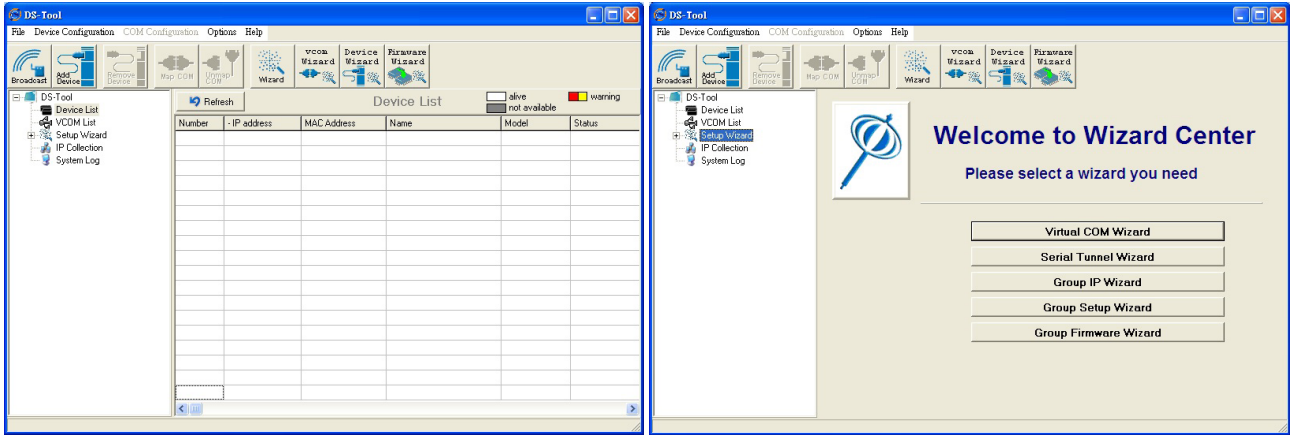 DS-Tool
File Device Configuration COM Configuration Options Help
Broadcast
Add Device
Remove Device
Map COM
Unmap COM
Wizard
vcom Wizard
Device Wizard
Firmware Wizard
DS-Tool
Device List
VCOM List
Setup Wizard
IP Collection
System Log
Refresh
Device List
alive
not available
warning
Number - IP address MAC Address Name Model Status
DS-Tool
File Device Configuration COM Configuration Options Help
Broadcast
Add Device
Remove Device
Map COM
Unmap COM
Wizard
vcom Wizard
Device Wizard
Firmware Wizard
DS-Tool
Device List
VCOM List
Setup Wizard
IP Collection
System Log
Welcome to Wizard Center
Please select a wizard you need
Virtual COM Wizard
Serial Tunnel Wizard
Group IP Wizard
Group Setup Wizard
Group Firmware Wizard